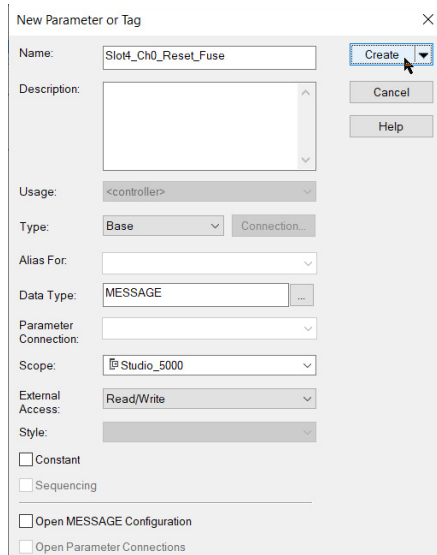 New Parameter or Tag
Name: Slot4_Ch0_Reset_Fuse Create
Description: Cancel
Help
Usage: <controller>
Type: Base Connection...
Alias For:
Data Type: MESSAGE ...
Parameter
Connection:
Scope: Studio_5000
External
Access: Read/Write
Style:
Constant
Sequencing
Open MESSAGE Configuration
Open Parameter Connections